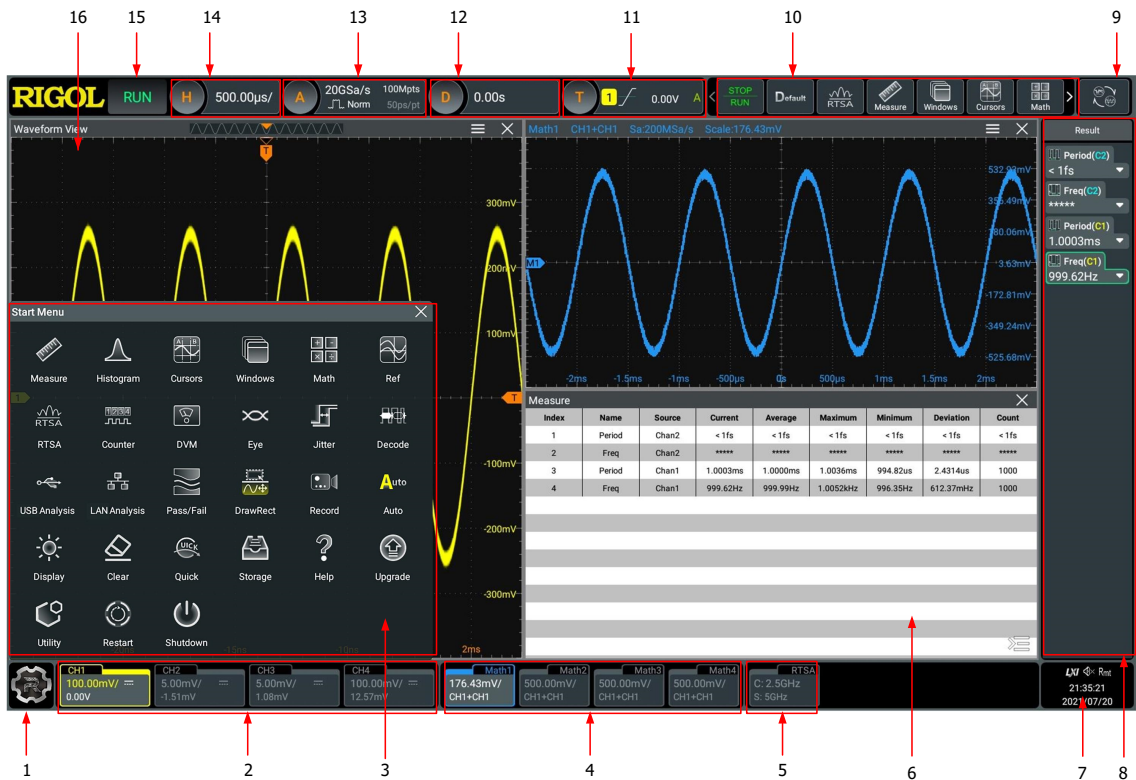 16 15 14 13 12 11 10 9
RIGOL RUN H 500.00μs/ A 20GSa/s 100Mpts Norm 50ps/pt D 0.00s T 1 0.00V A < STOP RUN Default RTSA Measure Windows Cursors Math >
Waveform View
T
300mV
200mV
100mV
-100mV
-200mV
-300mV
2ms
T
Math1 CH1+CH1 Sa:200MSa/s Scale:176.43mV
532.93mV
-3.63mV
-172.81mV
-349.24mV
-525.68mV
M1
-2ms -1.5ms -1ms -500μs 0s 500μs 1ms 1.5ms 2ms
Start Menu
Measure Histogram Cursors Windows Math Ref
RTSA
RTSA Counter DVM Eye Jitter Decode
USB Analysis LAN Analysis Pass/Fail DrawRect Record Auto Auto
Display Clear Quick Storage Help Upgrade
Utility Restart Shutdown
Measure
Index Name Source Current Average Maximum Minimum Deviation Count
1 Period Chan2 < 1fs < 1fs < 1fs < 1fs < 1fs < 1fs
2 Freq Chan2 ***** ***** ***** ***** ***** *****
3 Period Chan1 1.0003ms 1.0000ms 1.0036ms 994.82us 2.4314us 1000
4 Freq Chan1 999.62Hz 999.99Hz 1.0052kHz 996.35Hz 612.37mHz 1000
Result
Period(C2)
< 1fs
Freq(C2)
*****
Period(C1)
1.0003ms
Freq(C1)
999.62Hz
CH1
100.00mV/
0.00V
CH2
5.00mV/
-1.51mV
CH3
5.00mV/
1.08mV
CH4
100.00mV/
12.57mV
Math1
176.43mV/
CH1+CH1
Math2
500.00mV/
CH1+CH1
Math3
500.00mV/
CH1+CH1
Math4
500.00mV/
CH1+CH1
RTSA
C: 2.5GHz
S: 5GHz
LXI Rmt
21:35:21
2021/07/20
1 2 3 4 5 6 7 8